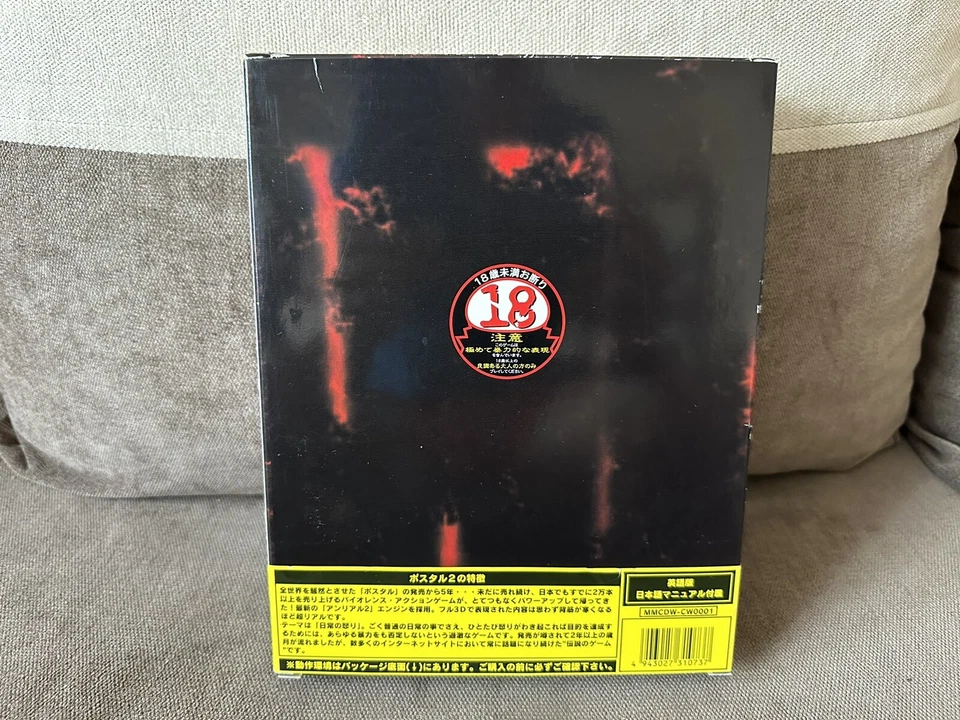 18歳未満お断り
18
注意
このゲームは
極めて暴力的な表現
を含んでいます。
18歳以上の
良識ある大人の方のみ
プレイしてください。
ポスタル2の特徴
全世界を騒然とさせた「ポスタル」の発売から5年・・・未だに売れ続け、日本でもすでに2万本
以上を売り上げるバイオレンス・アクションゲームが、とてつもなくパワーアップして帰ってき
た!最新の「アンリアル2」エンジンを採用。フル3Dで表現された内容は思わず背筋が寒くなる
ほど超リアル。
テーマは「日常の怒り」。ごく普通の日常の事でさえ、ひとたび怒りがわき起これば目的を達成す
るためには、あらゆる暴力をも否定しないという過激なゲームです。発売が噂されて2年以上の歳
月が流れましたが、数多くのインターネットサイトにおいて常に話題になり続けた"伝説のゲーム
"です。
※動作環境はパッケージ底面(↓)にあります。ご購入の前に必ずご確認下さい。
英語版
日本語マニュアル付属
MMCDW-CW0001
4 943027 310737